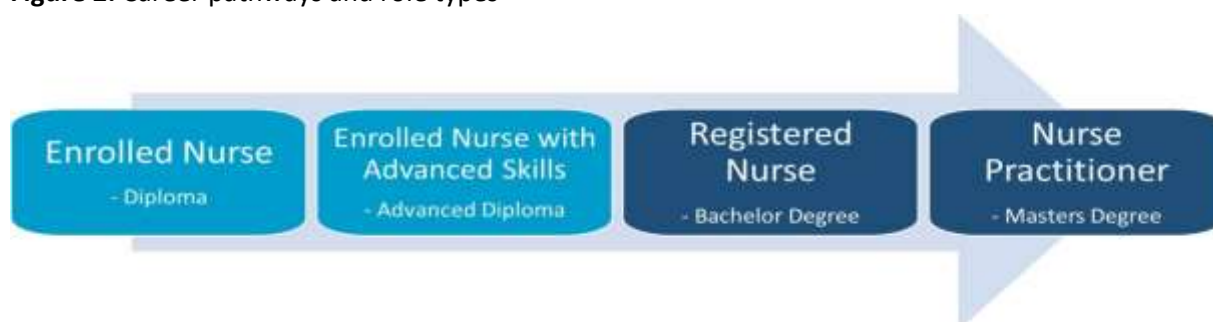 Figure Career pathways and role types
Enrolled Nurse
- Diploma
Enrolled Nurse with
Advanced Skills
- Advanced Diploma
Registered
Nurse
- Bachelor Degree
Nurse
Practitioner
- Masters Degree